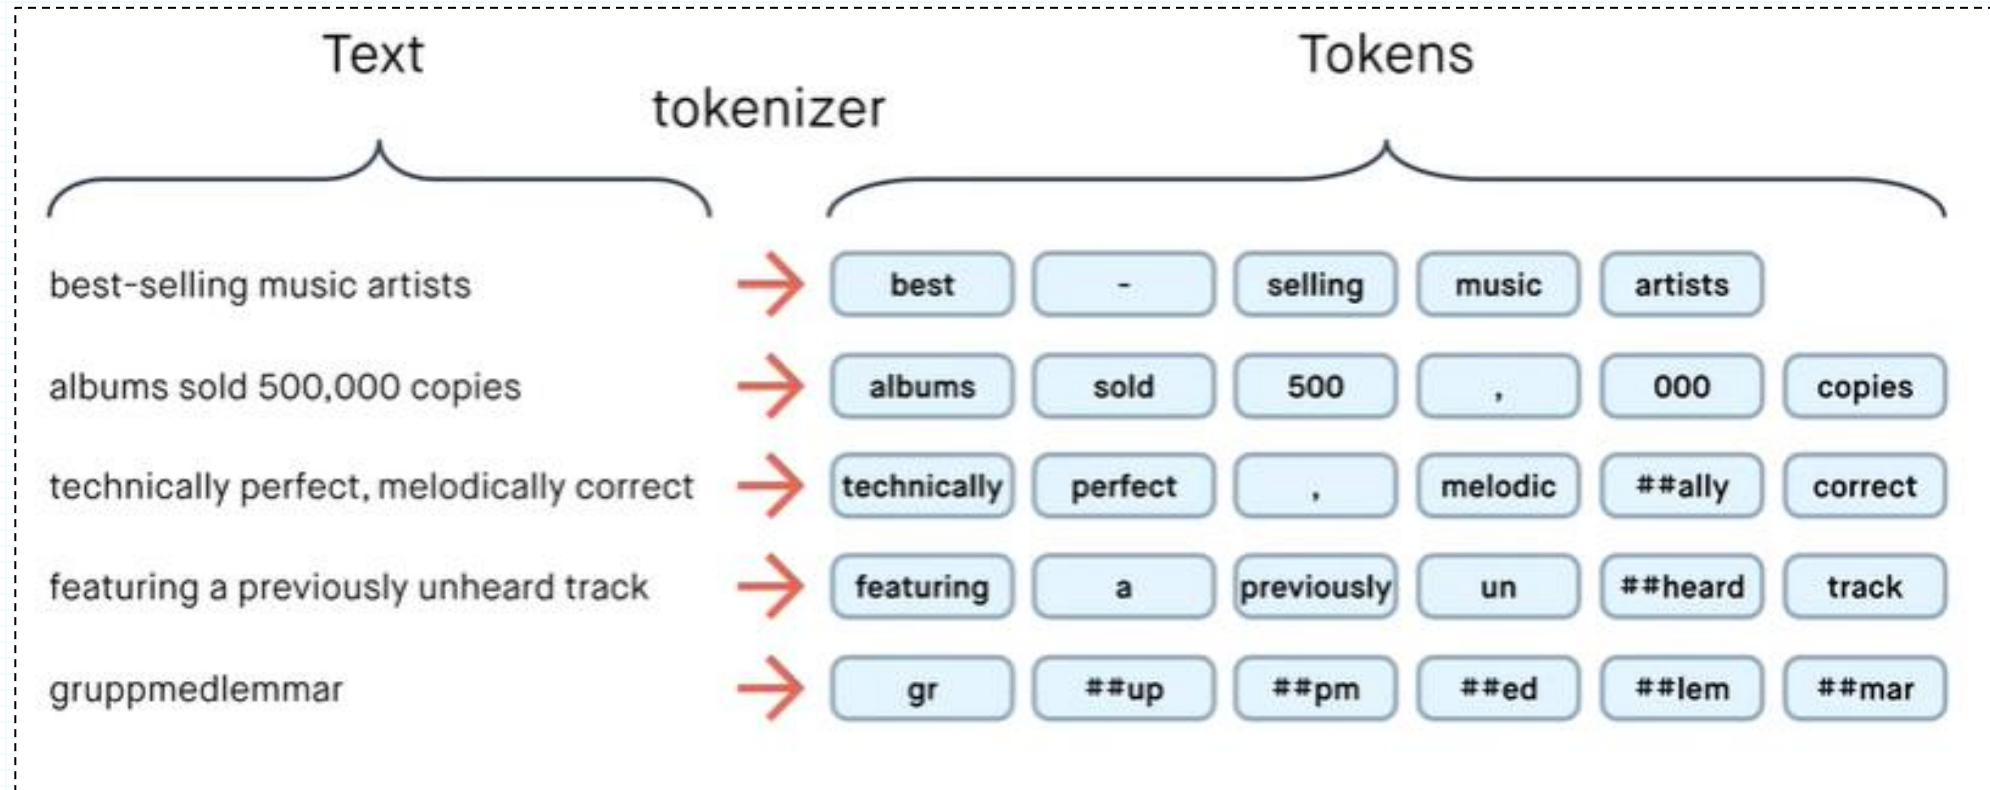 Text
Tokens
tokenizer
best-selling music artists best - selling music artists
albums sold 500,000 copies albums sold 500 , 000 copies
technically perfect, melodically correct technically perfect , melodic ##ally correct
featuring a previously unheard track featuring a previously un ##heard track
gruppmedlemmar gr ##up ##pm ##ed ##lem ##mar